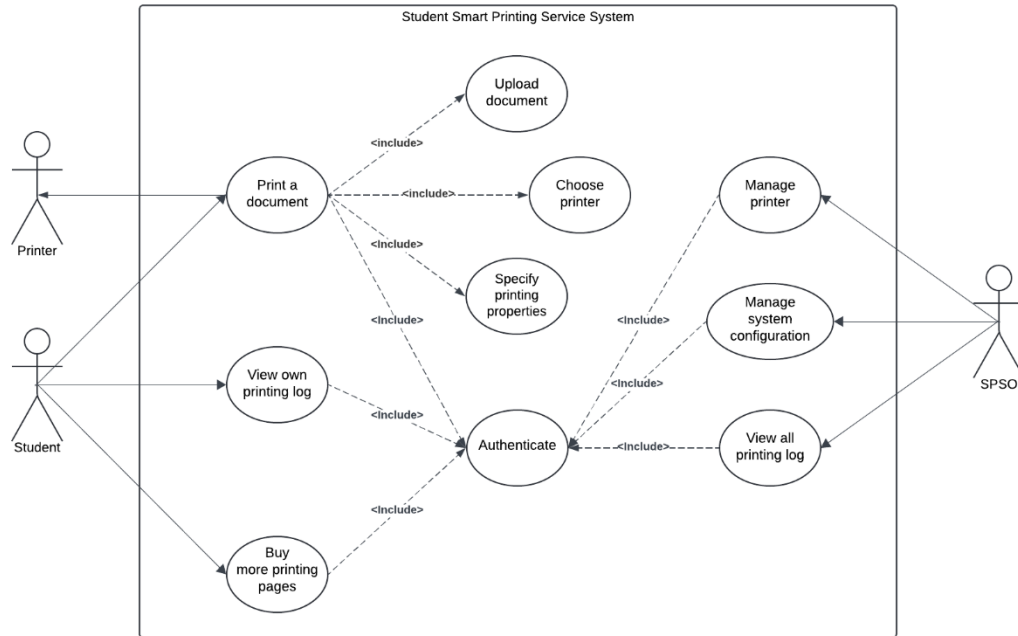 Student Smart Printing Service System
Upload
document
<include>
Print a
document
<include>
Choose
printer
Manage
printer
Printer
<Include>
Specify
printing
properties
<Include>
<Include>
Manage
system
configuration
SPSO
View own
printing log
<Include>
Student
<Include>
Authenticate
<Include>
View all
printing log
<Include>
Buy
more printing
pages